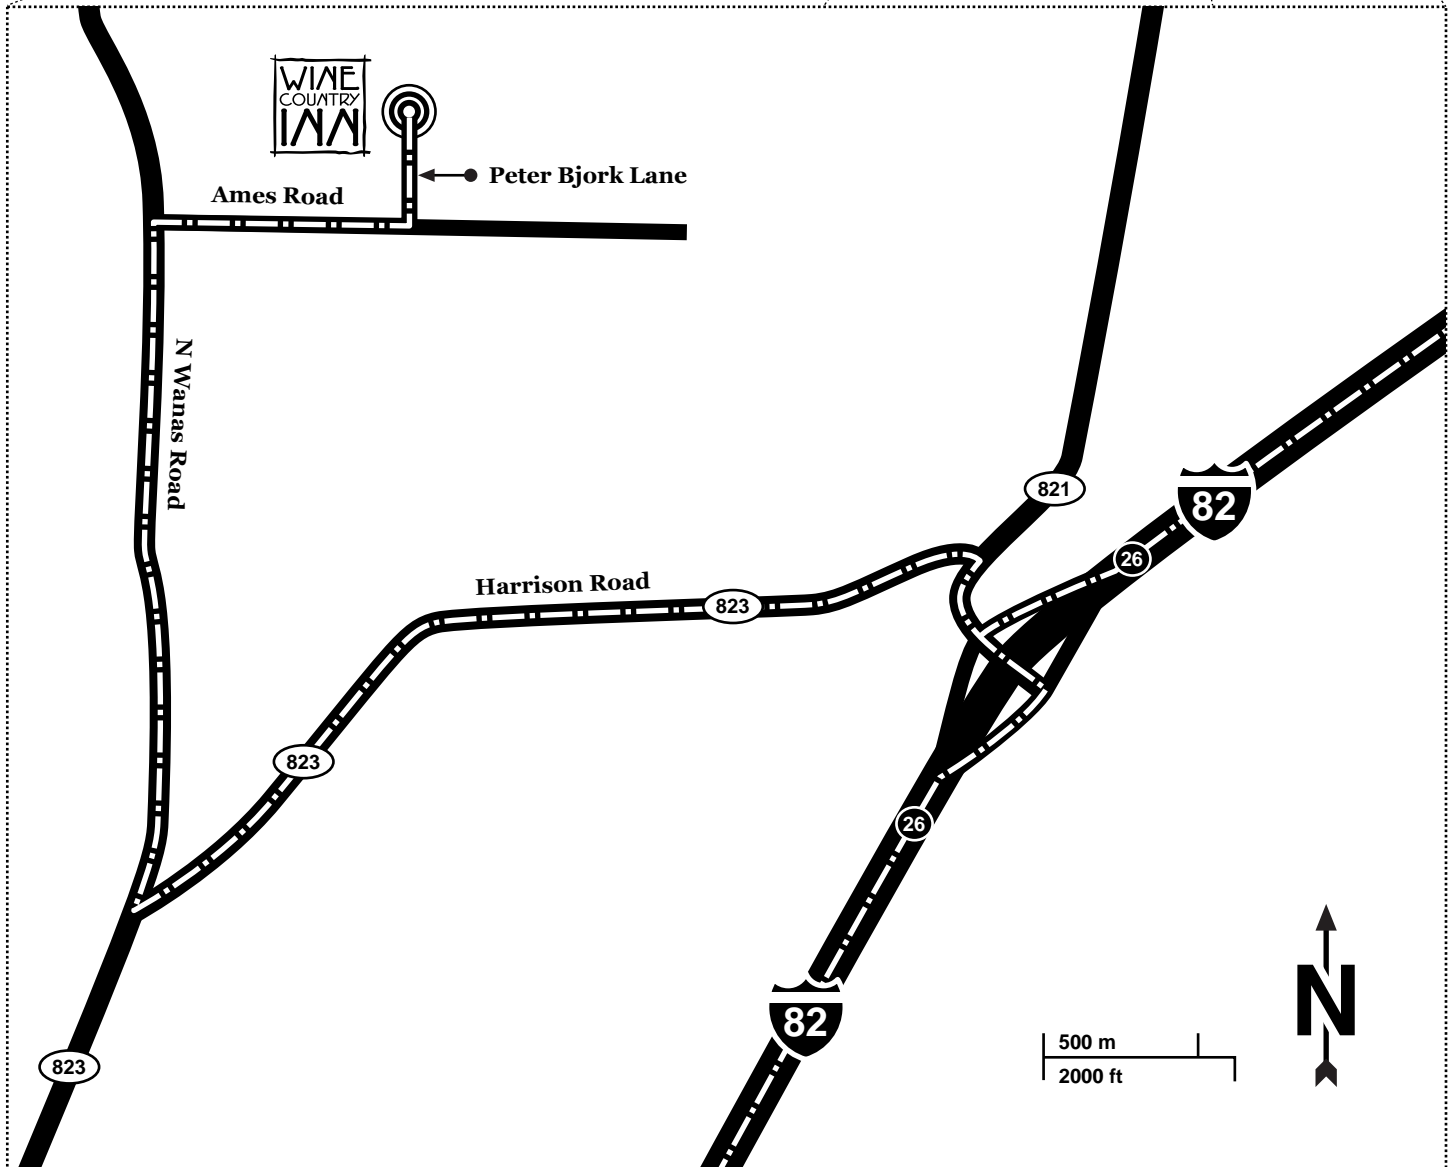 WINE
COUNTRY
INN
Peter Bjork Lane
Ames Road
N Wanas Road
821
82
26
Harrison Road
823
823
26
82
823
N
500 m
2000 ft